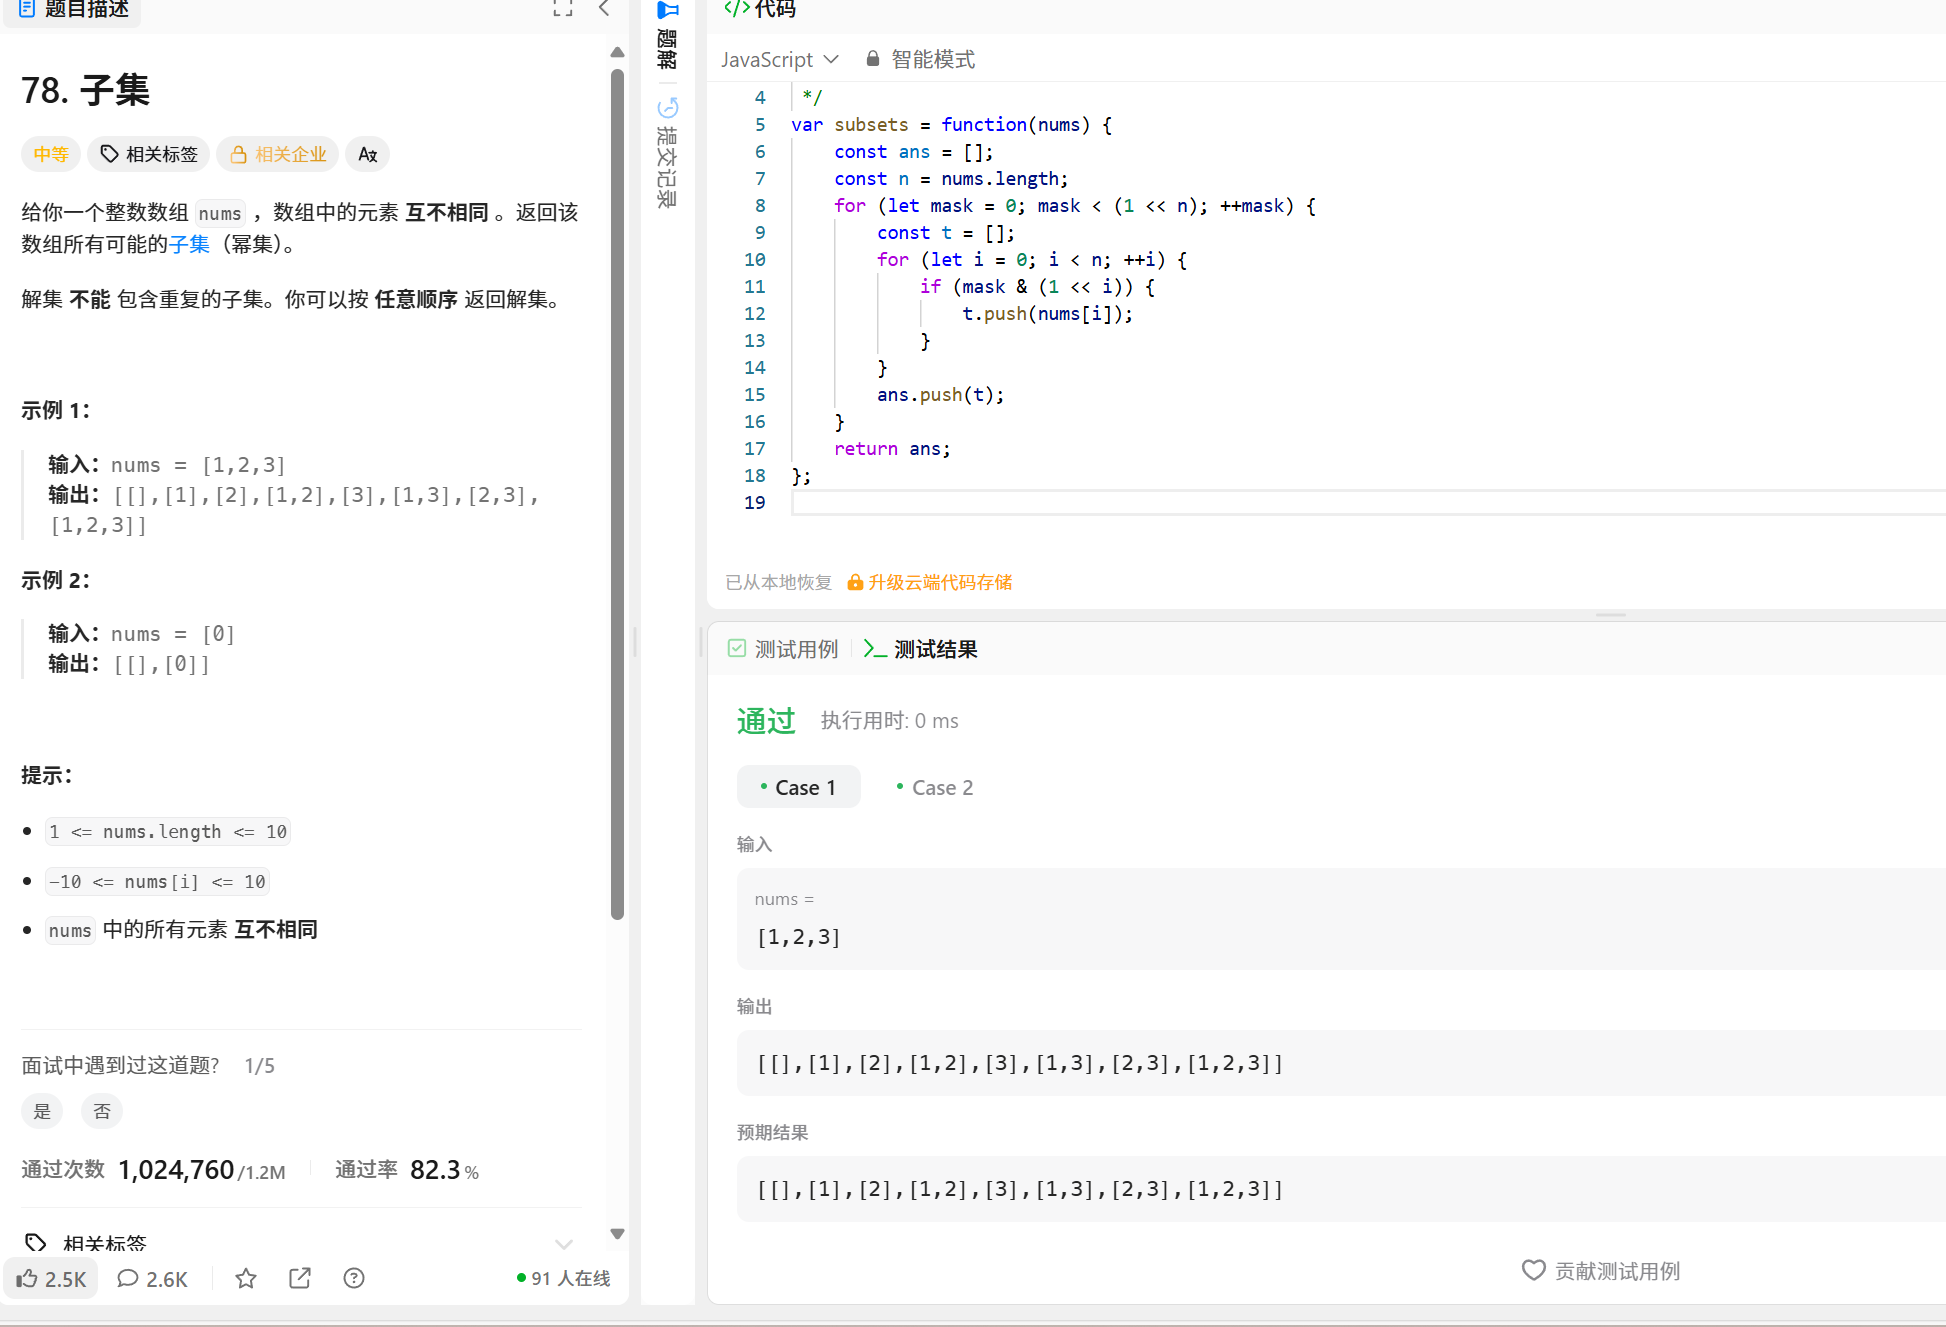 题目描述
78. 子集
中等
相关标签
相关企业
给你一个整数数组 nums ，数组中的元素 互不相同 。返回该
数组所有可能的子集（幂集）。
解集 不能 包含重复的子集。你可以按 任意顺序 返回解集。
示例 1：
输入：nums = [1,2,3]
输出：[[],[1],[2],[1,2],[3],[1,3],[2,3],
[1,2,3]]
示例 2：
输入：nums = [0]
输出：[[],[0]]
提示：
1 <= nums.length <= 10
-10 <= nums[i] <= 10
nums 中的所有元素 互不相同
面试中遇到过这道题? 1/5
是 否
通过次数 1,024,760/1.2M 通过率 82.3%
相关标签
2.5K 2.6K 91 人在线
题解
提交记录
</>代码
JavaScript 智能模式
4 */
5 var subsets = function(nums) {
6 const ans = [];
7 const n = nums.length;
8 for (let mask = 0; mask < (1 << n); ++mask) {
9 const t = [];
10 for (let i = 0; i < n; ++i) {
11 if (mask & (1 << i)) {
12 t.push(nums[i]);
13 }
14 }
15 ans.push(t);
16 }
17 return ans;
18 };
19
已从本地恢复 升级云端代码存储
测试用例 >_ 测试结果
通过 执行用时: 0 ms
Case 1 Case 2
输入
nums =
[1,2,3]
输出
[[],[1],[2],[1,2],[3],[1,3],[2,3],[1,2,3]]
预期结果
[[],[1],[2],[1,2],[3],[1,3],[2,3],[1,2,3]]
贡献测试用例